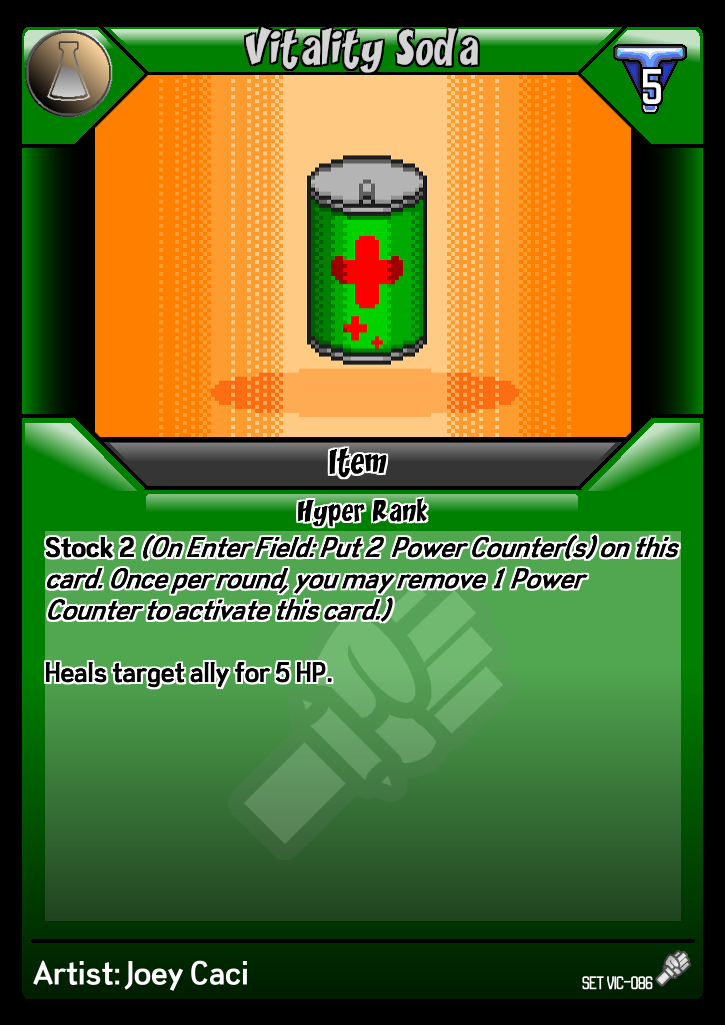 Vitality Soda
5
Item
Hyper Rank
Stock 2 (On Enter Field: Put 2 Power Counter(s) on this
card. Once per round, you may remove 1 Power
Counter to activate this card.)
Heals target ally for 5 HP.
Artist: Joey Caci
SET VIC-086